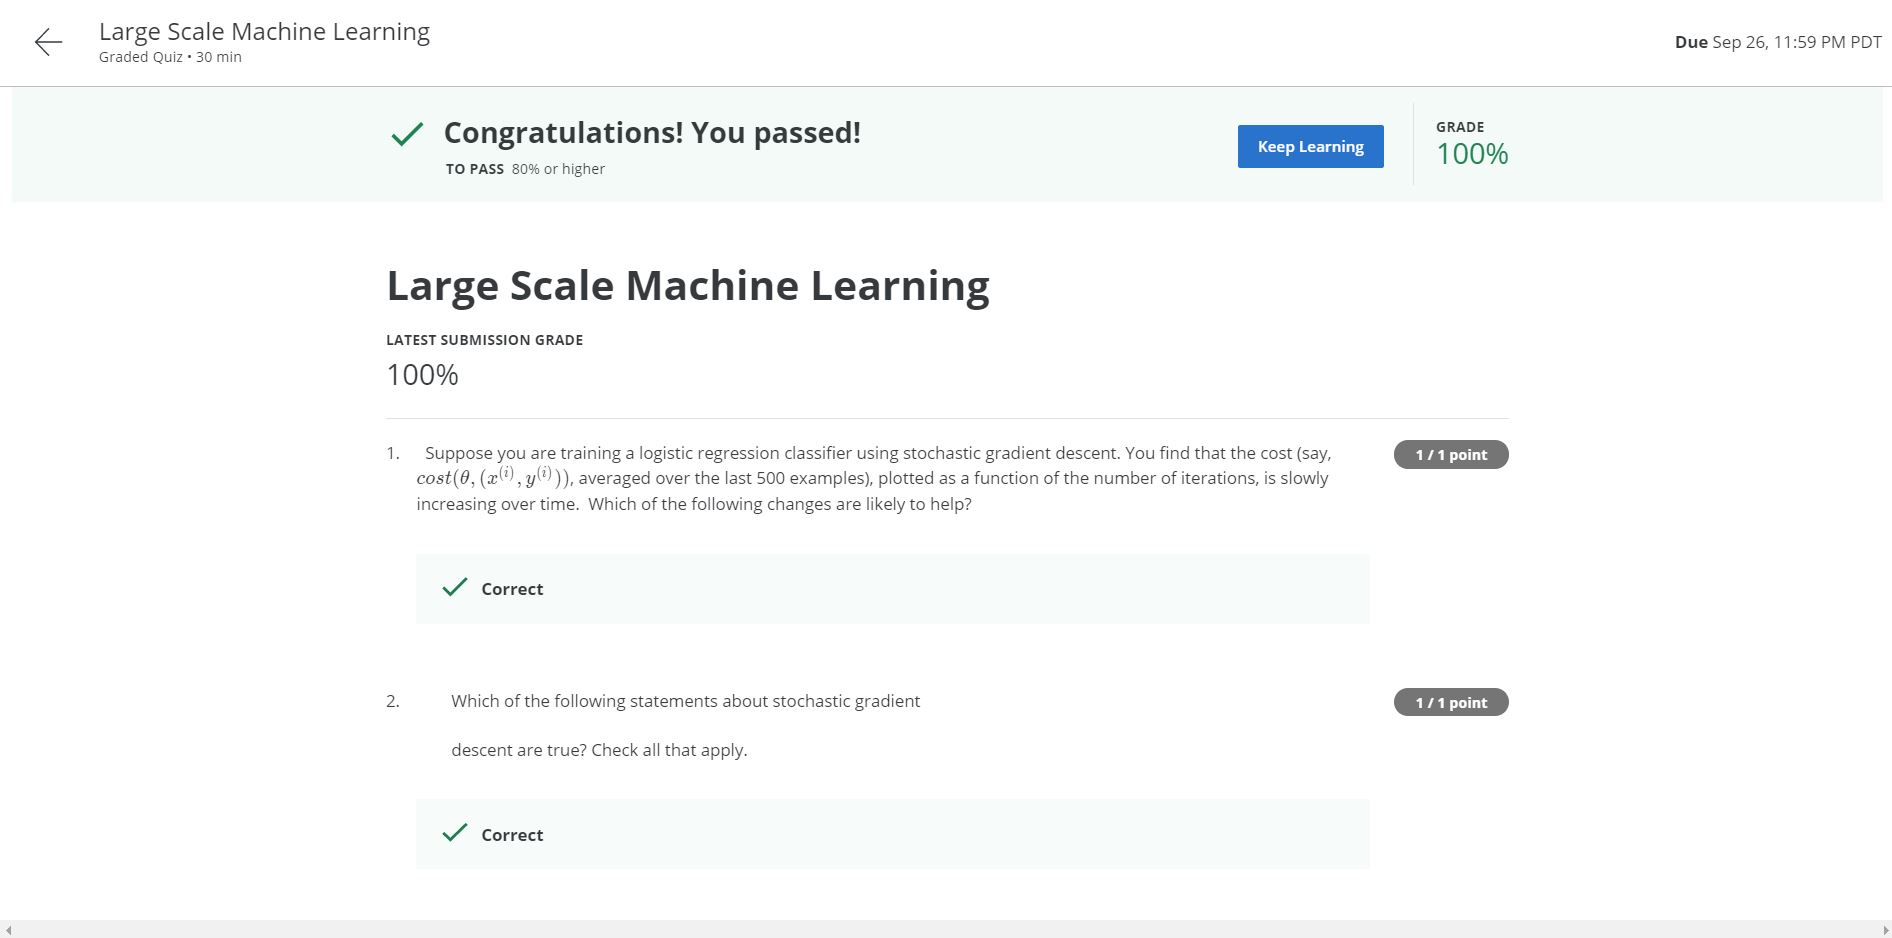 Large Scale Machine Learning
Graded Quiz • 30 min
Due Sep 26, 11:59 PM PDT
Congratulations! You passed!
TO PASS 80% or higher
Keep Learning
GRADE
100%
Large Scale Machine Learning
LATEST SUBMISSION GRADE
100%
1. Suppose you are training a logistic regression classifier using stochastic gradient descent. You find that the cost (say,
cost(θ, (x^(i), y^(i))), averaged over the last 500 examples), plotted as a function of the number of iterations, is slowly
increasing over time. Which of the following changes are likely to help?
1 / 1 point
Correct
2. Which of the following statements about stochastic gradient
descent are true? Check all that apply.
1 / 1 point
Correct